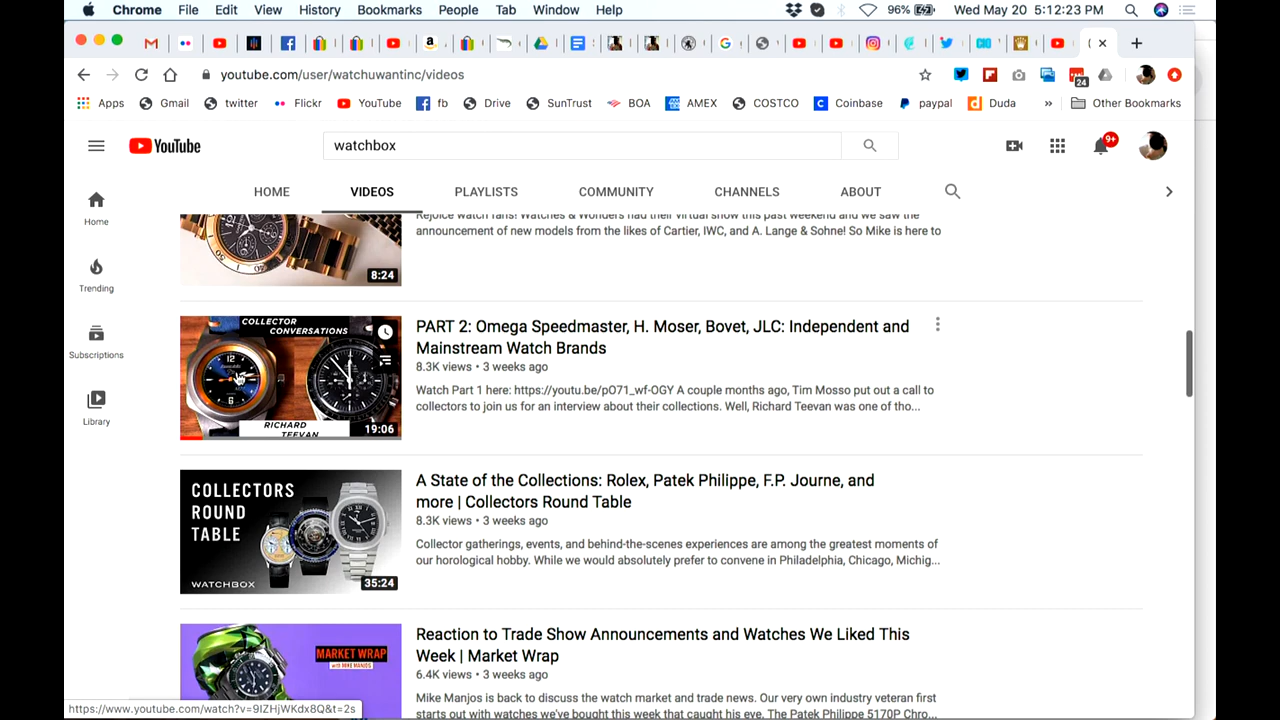 Chrome File Edit View History Bookmarks People Tab Window Help 96% Wed May 20 5:12:23 PM
youtube.com/user/watchuwantinc/videos 24
Apps Gmail twitter Flickr YouTube fb Drive SunTrust BOA AMEX COSTCO Coinbase paypal Duda » Other Bookmarks
YouTube watchbox 9+
HOME VIDEOS PLAYLISTS COMMUNITY CHANNELS ABOUT
Home
Trending
Subscriptions
Library
Rejoice watch fans! Watches & Wonders had their virtual show this past weekend and we saw the
announcement of new models from the likes of Cartier, IWC, and A. Lange & Sohne! So Mike is here to
8:24
COLLECTOR
CONVERSATIONS
RICHARD
TEEVAN
19:06
PART 2: Omega Speedmaster, H. Moser, Bovet, JLC: Independent and
Mainstream Watch Brands
8.3K views • 3 weeks ago
Watch Part 1 here: https://youtu.be/pO71_wf-OGY A couple months ago, Tim Mosso put out a call to
collectors to join us for an interview about their collections. Well, Richard Teevan was one of tho...
COLLECTORS
ROUND
TABLE
WATCHBOX
35:24
A State of the Collections: Rolex, Patek Philippe, F.P. Journe, and
more | Collectors Round Table
8.3K views • 3 weeks ago
Collector gatherings, events, and behind-the-scenes experiences are among the greatest moments of
our horological hobby. While we would absolutely prefer to convene in Philadelphia, Chicago, Michig...
MARKET WRAP
WITH MIKE MANJOS
Reaction to Trade Show Announcements and Watches We Liked This
Week | Market Wrap
6.4K views • 3 weeks ago
Mike Manjos is back to discuss the watch market and trade news. Our very own industry veteran first
starts out with watches we've bought this week that caught his eye. The Patek Philippe 5170P Chro...
https://www.youtube.com/watch?v=9IZHjWKdx8Q&t=2s